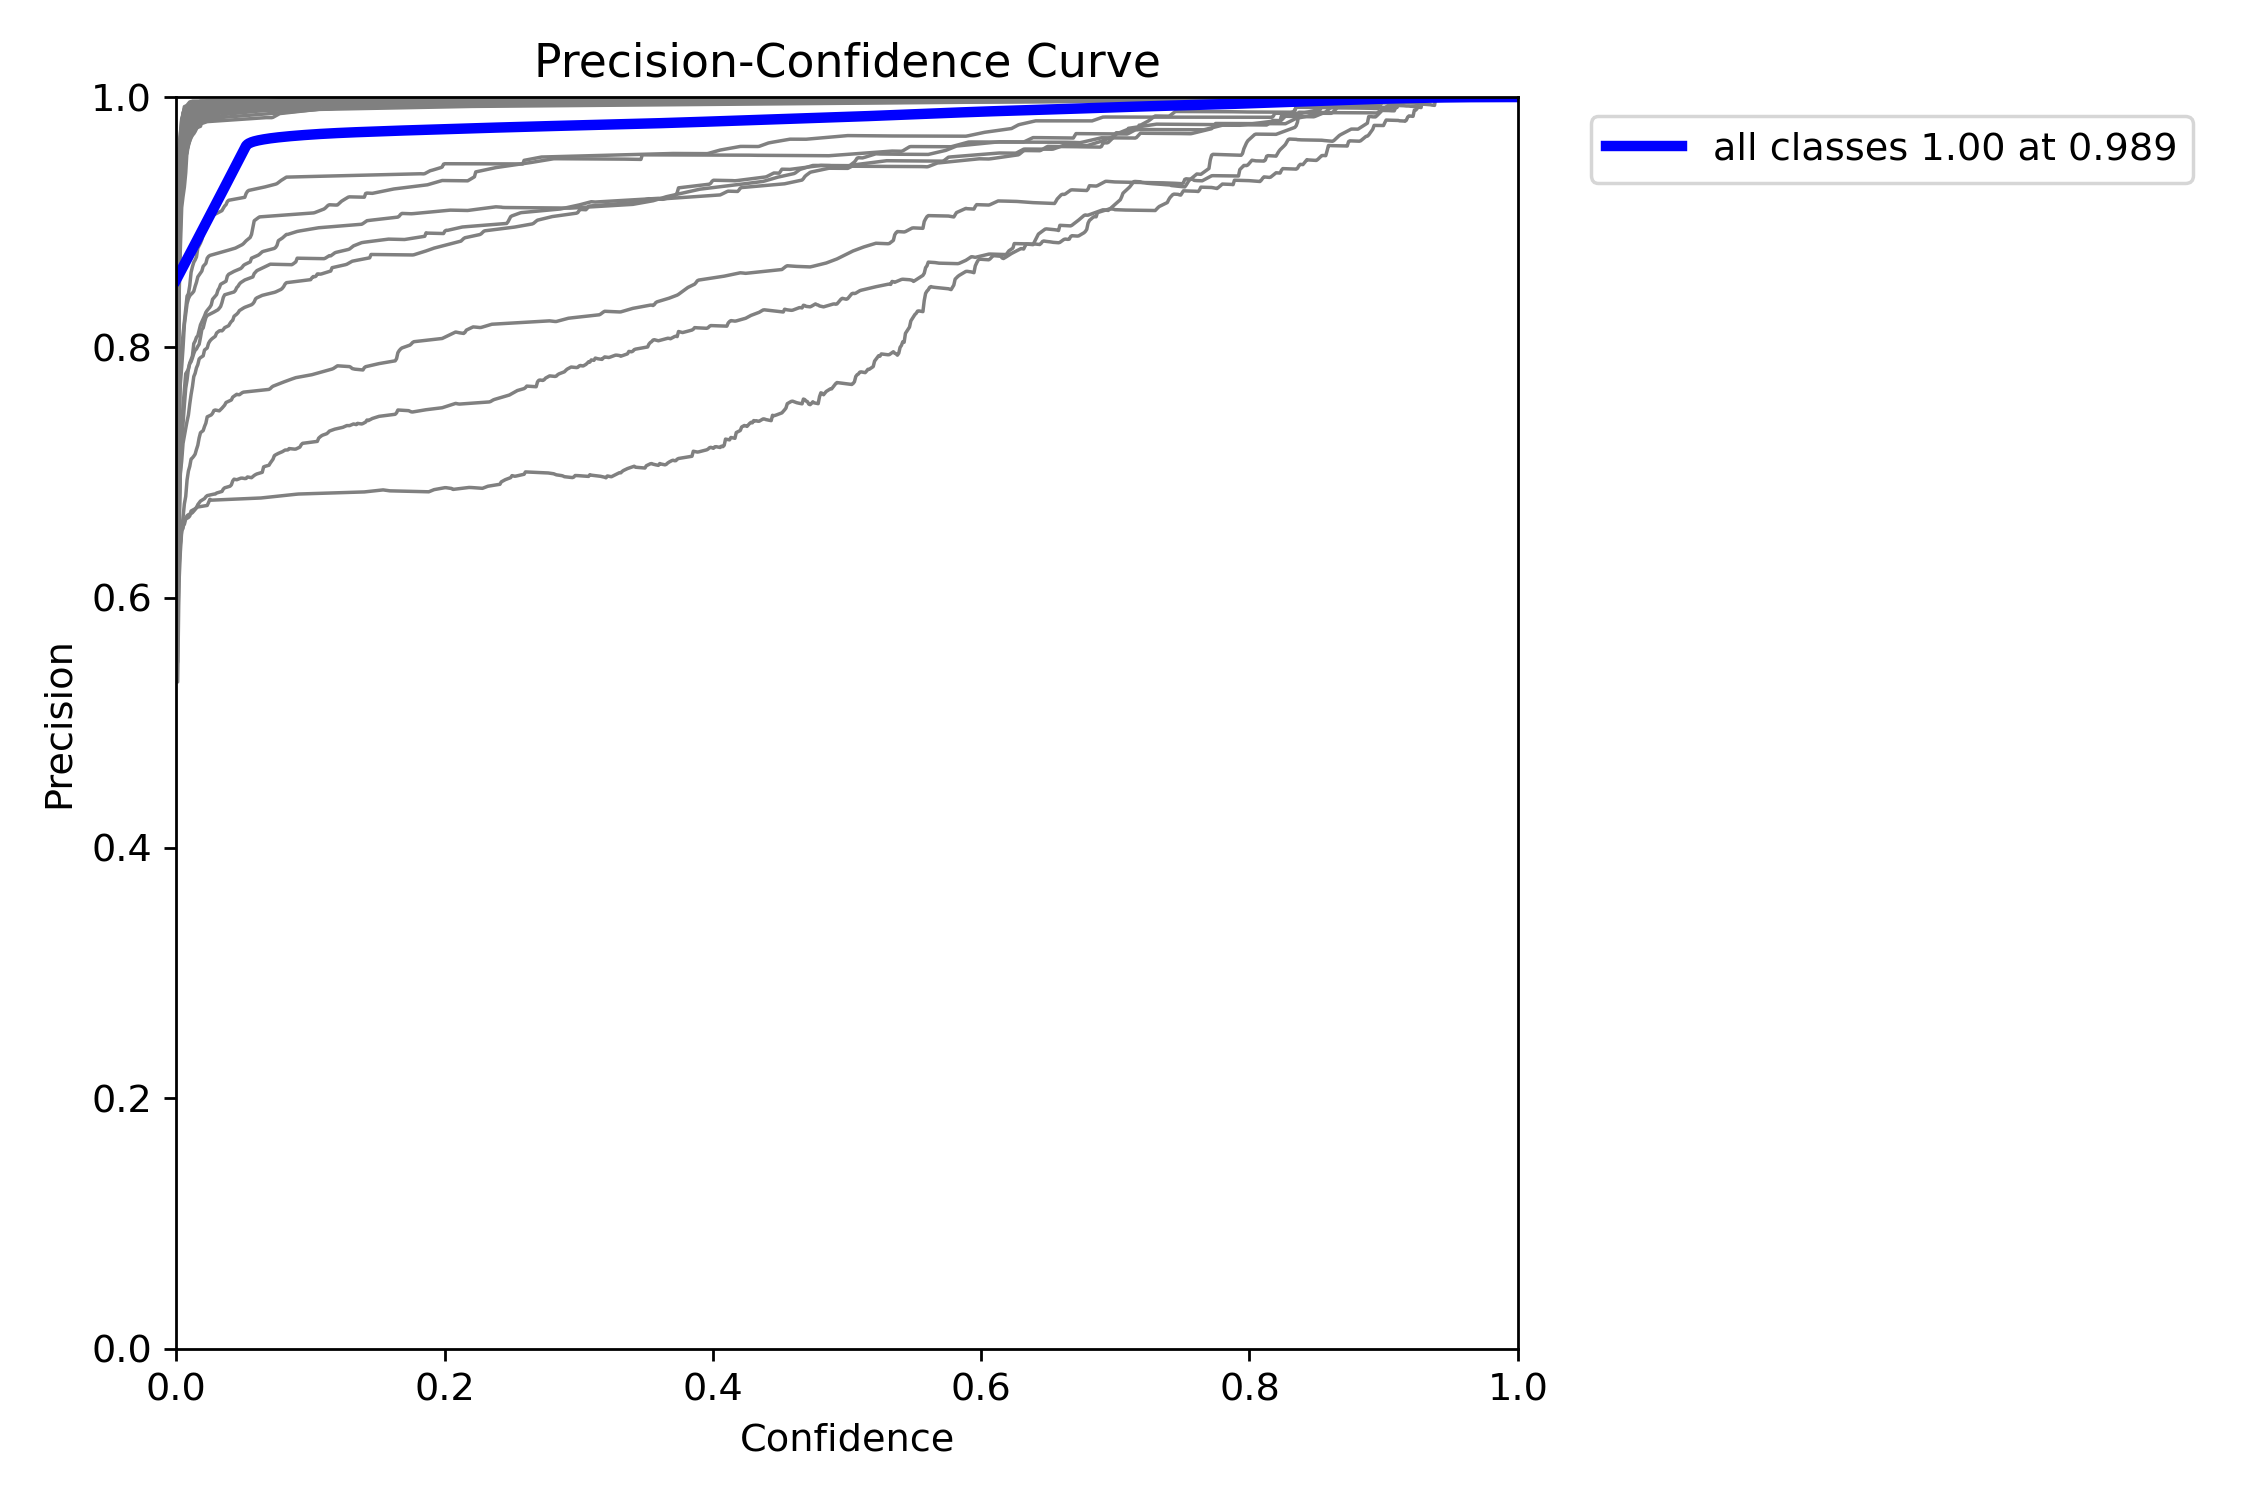 Precision-Confidence Curve
1.0
0.8
0.6
0.4
0.2
0.0
Precision
0.0 0.2 0.4 0.6 0.8 1.0
Confidence
all classes 1.00 at 0.989